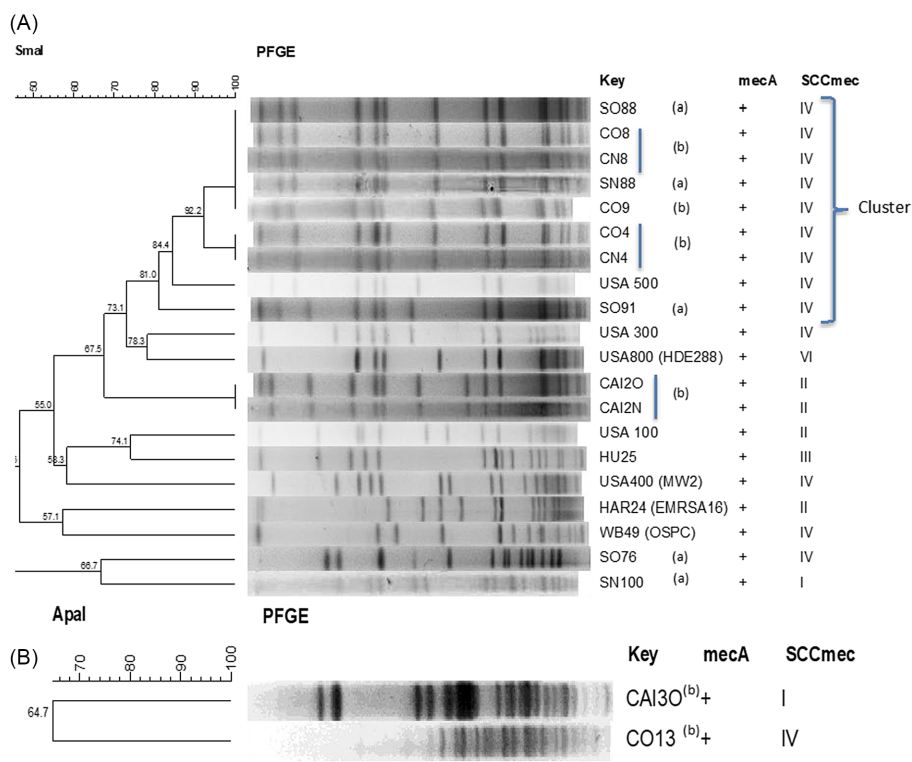 (A)
SmaI PFGE
50 60 70 80 90 100
Key mecA SCCmec
SO88 (a) + IV
CO8 + IV
(b)
CN8 + IV
SN88 (a) + IV
92.2 CO9 (b) + IV Cluster
CO4 + IV
(b)
84.4 CN4 + IV
81.0 USA 500 + IV
SO91 (a) + IV
73.1 USA 300 + IV
78.3 USA800 (HDE288) + VI
67.5 CAI2O + II
(b)
55.0 CAI2N + II
USA 100 + II
74.1 HU25 + III
58.3 USA400 (MW2) + IV
HAR24 (EMRSA16) + II
57.1 WB49 (OSPC) + IV
SO76 (a) + IV
66.7 SN100 (a) + I
ApaI PFGE
(B)
70 80 90 100
Key mecA SCCmec
CAI3O (b) + I
64.7
CO13 (b) + IV